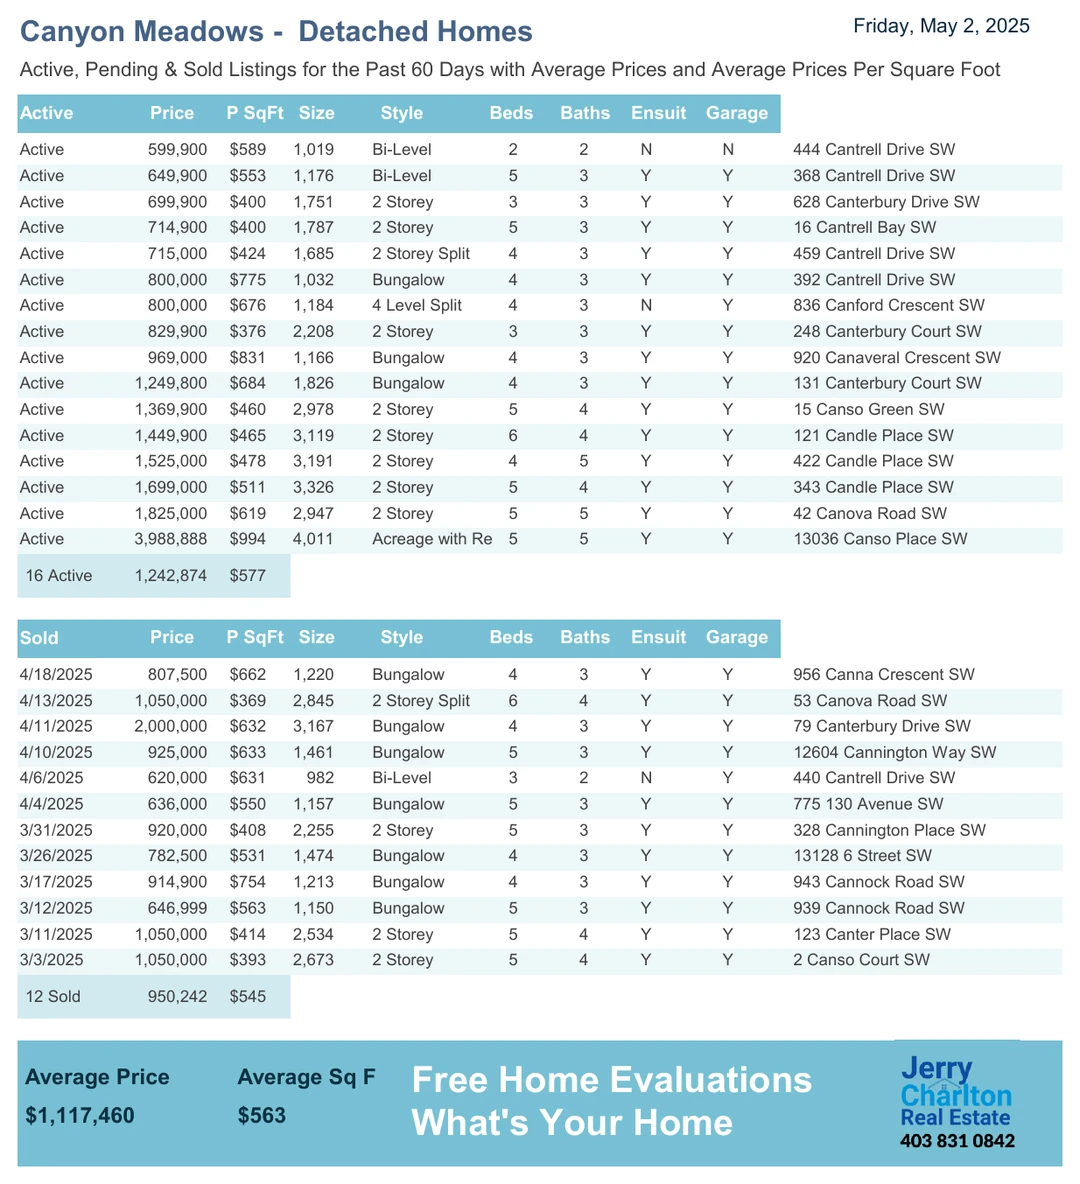 Canyon Meadows -  Detached Homes
Friday, May 2, 2025
Active, Pending & Sold Listings for the Past 60 Days with Average Prices and Average Prices Per Square Foot
Active Price P SqFt Size Style Beds Baths Ensuit Garage
Active 599,900 $589 1,019 Bi-Level 2 2 N N 444 Cantrell Drive SW
Active 649,900 $553 1,176 Bi-Level 5 3 Y Y 368 Cantrell Drive SW
Active 699,900 $400 1,751 2 Storey 3 3 Y Y 628 Canterbury Drive SW
Active 714,900 $400 1,787 2 Storey 5 3 Y Y 16 Cantrell Bay SW
Active 715,000 $424 1,685 2 Storey Split 4 3 Y Y 459 Cantrell Drive SW
Active 800,000 $775 1,032 Bungalow 4 3 Y Y 392 Cantrell Drive SW
Active 800,000 $676 1,184 4 Level Split 4 3 N Y 836 Canford Crescent SW
Active 829,900 $376 2,208 2 Storey 3 3 Y Y 248 Canterbury Court SW
Active 969,000 $831 1,166 Bungalow 4 3 Y Y 920 Canaveral Crescent SW
Active 1,249,800 $684 1,826 Bungalow 4 3 Y Y 131 Canterbury Court SW
Active 1,369,900 $460 2,978 2 Storey 5 4 Y Y 15 Canso Green SW
Active 1,449,900 $465 3,119 2 Storey 6 4 Y Y 121 Candle Place SW
Active 1,525,000 $478 3,191 2 Storey 4 5 Y Y 422 Candle Place SW
Active 1,699,000 $511 3,326 2 Storey 5 4 Y Y 343 Candle Place SW
Active 1,825,000 $619 2,947 2 Storey 5 5 Y Y 42 Canova Road SW
Active 3,988,888 $994 4,011 Acreage with Re 5 5 Y Y 13036 Canso Place SW
16 Active 1,242,874 $577
Sold Price P SqFt Size Style Beds Baths Ensuit Garage
4/18/2025 807,500 $662 1,220 Bungalow 4 3 Y Y 956 Canna Crescent SW
4/13/2025 1,050,000 $369 2,845 2 Storey Split 6 4 Y Y 53 Canova Road SW
4/11/2025 2,000,000 $632 3,167 Bungalow 4 3 Y Y 79 Canterbury Drive SW
4/10/2025 925,000 $633 1,461 Bungalow 5 3 Y Y 12604 Cannington Way SW
4/6/2025 620,000 $631 982 Bi-Level 3 2 N Y 440 Cantrell Drive SW
4/4/2025 636,000 $550 1,157 Bungalow 5 3 Y Y 775 130 Avenue SW
3/31/2025 920,000 $408 2,255 2 Storey 5 3 Y Y 328 Cannington Place SW
3/26/2025 782,500 $531 1,474 Bungalow 4 3 Y Y 13128 6 Street SW
3/17/2025 914,900 $754 1,213 Bungalow 4 3 Y Y 943 Cannock Road SW
3/12/2025 646,999 $563 1,150 Bungalow 5 3 Y Y 939 Cannock Road SW
3/11/2025 1,050,000 $414 2,534 2 Storey 5 4 Y Y 123 Canter Place SW
3/3/2025 1,050,000 $393 2,673 2 Storey 5 4 Y Y 2 Canso Court SW
12 Sold 950,242 $545
Average Price Average Sq F
$1,117,460 $563
Free Home Evaluations
What's Your Home
Jerry
Charlton
Real Estate
403 831 0842